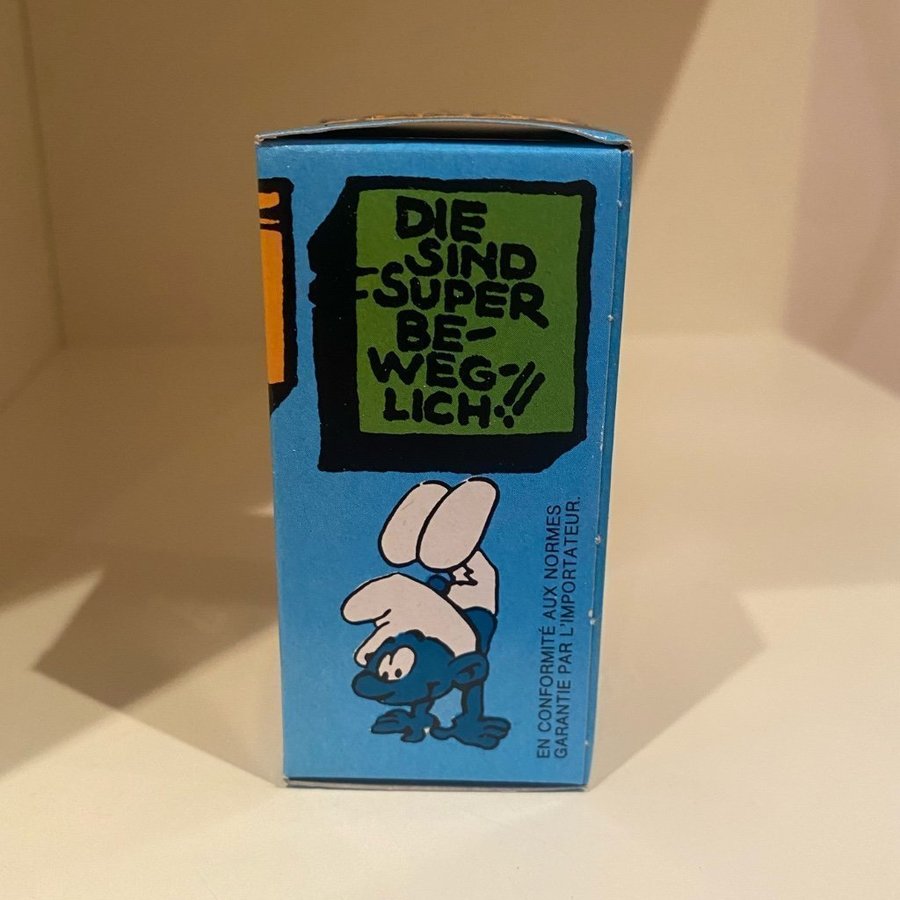 DIE
SIND
SUPER
BE-
WEG-
LICH!!
EN CONFORMITÉ AUX NORMES
GARANTIE PAR L'IMPORTATEUR.